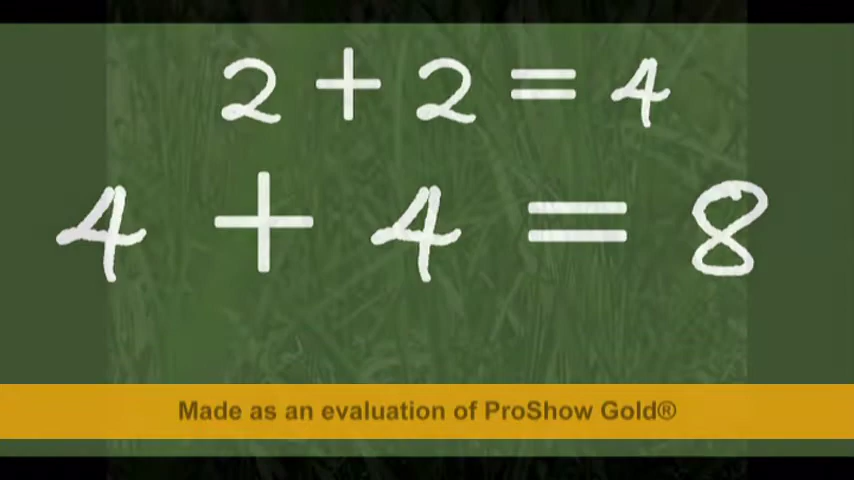 2 + 2 = 4
4 + 4 = 8
Made as an evaluation of ProShow Gold®